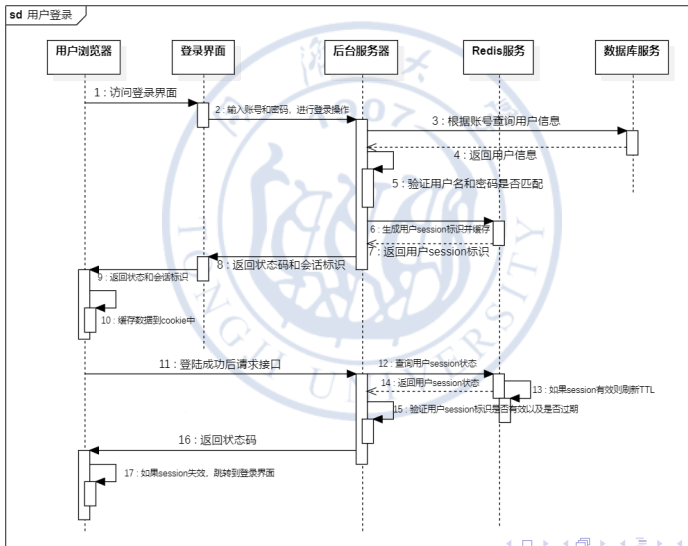 sd 用户登录
用户浏览器
登录界面
后台服务器
Redis服务
数据库服务
1 : 访问登录界面
2 : 输入账号和密码，进行登录操作
3 : 根据账号查询用户信息
4 : 返回用户信息
5 : 验证用户名和密码是否匹配
6 : 生成用户session标识并缓存
7 : 返回用户session标识
8 : 返回状态码和会话标识
9 : 返回状态和会话标识
10 : 缓存数据到cookie中
11 : 登陆成功后请求接口
12 : 查询用户session状态
13 : 如果session有效则刷新TTL
14 : 返回用户session状态
15 : 验证用户session标识是否有效以及是否过期
16 : 返回状态码
17 : 如果session失效，跳转到登录界面
1907
TONGJI UNIVERSITY